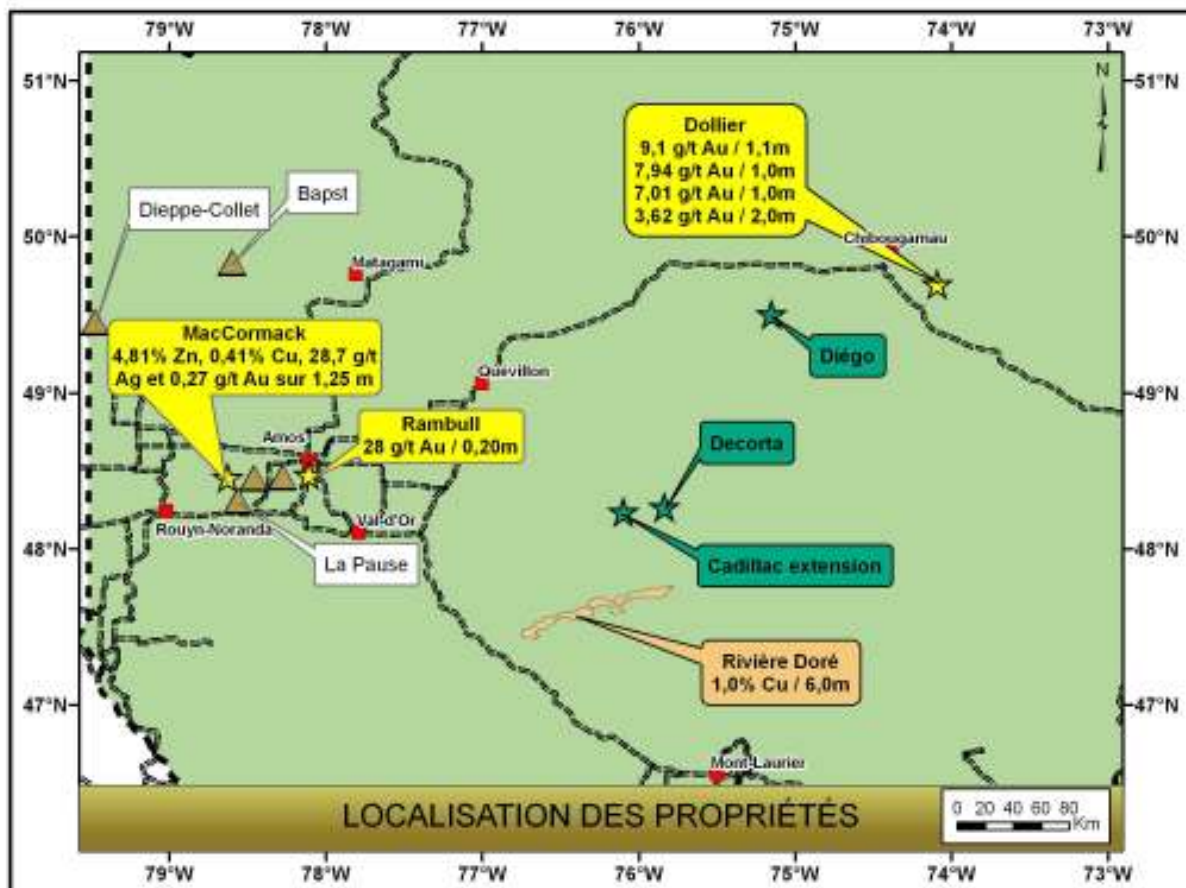 79°W 78°W 77°W 76°W 75°W 74°W 73°W
51°N 51°N
N
Dollier
9,1 g/t Au / 1,1m
7,94 g/t Au / 1,0m
7,01 g/t Au / 1,0m
3,62 g/t Au / 2,0m
Bapst
Dieppe-Collet
50°N 50°N
Chibougamau
Matagami
MacCormack
4,81% Zn, 0,41% Cu, 28,7 g/t
Ag et 0,27 g/t Au sur 1,25 m
Diégo
Quévillon
49°N 49°N
Rambull
28 g/t Au / 0,20m
Amos
Decorta
Rouyn-Noranda
Val-d'Or
48°N 48°N
La Pause
Cadillac extension
Rivière Doré
1,0% Cu / 6,0m
47°N 47°N
Mont-Laurier
LOCALISATION DES PROPRIÉTÉS
0 20 40 60 80
Km
79°W 78°W 77°W 76°W 75°W 74°W 73°W